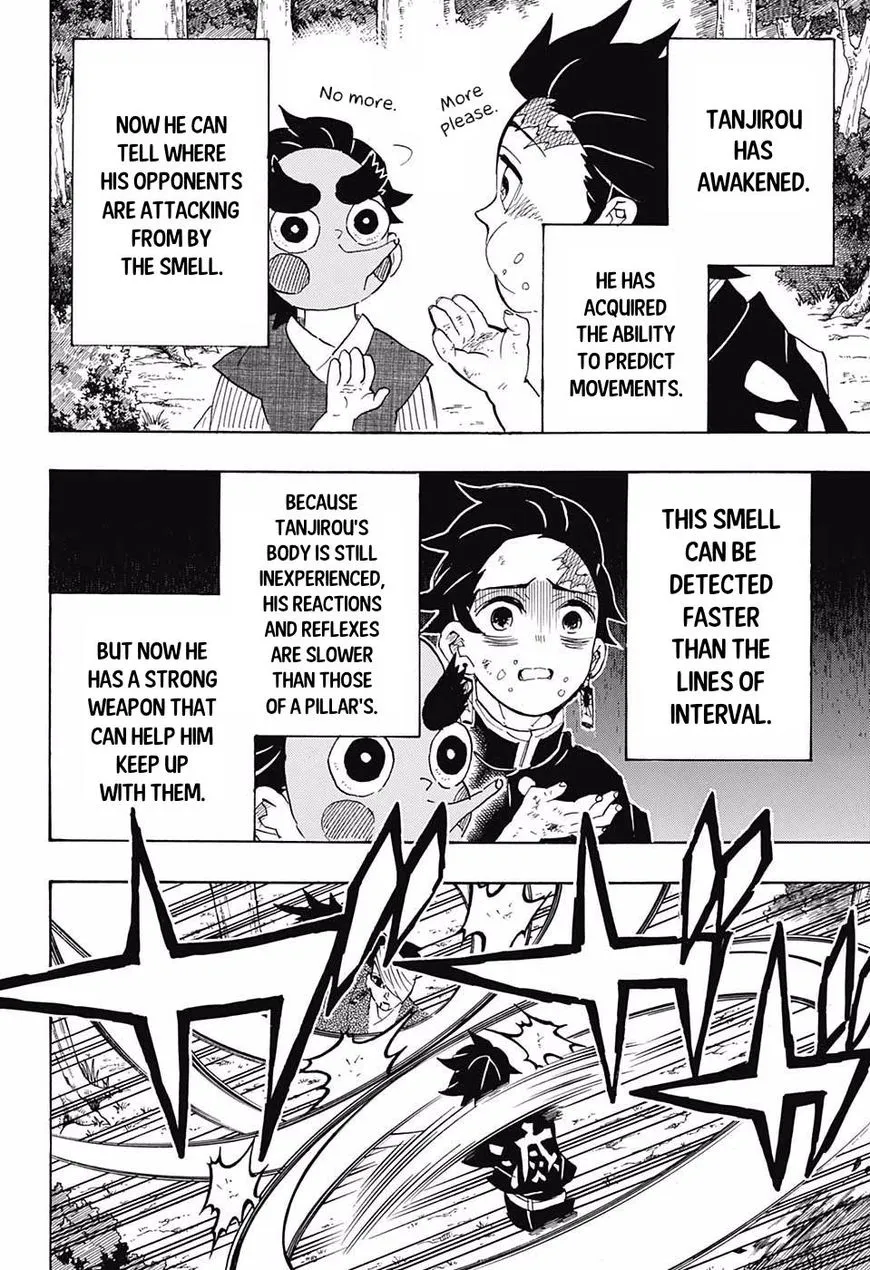 TANJIROU
HAS
AWAKENED.
HE HAS
ACQUIRED
THE ABILITY
TO PREDICT
MOVEMENTS.
More
please.
No more.
NOW HE CAN
TELL WHERE
HIS OPPONENTS
ARE ATTACKING
FROM BY
THE SMELL.
THIS SMELL
CAN BE
DETECTED
FASTER
THAN THE
LINES OF
INTERVAL.
BECAUSE
TANJIROU'S
BODY IS STILL
INEXPERIENCED,
HIS REACTIONS
AND REFLEXES
ARE SLOWER
THAN THOSE
OF A PILLAR'S.
BUT NOW HE
HAS A STRONG
WEAPON THAT
CAN HELP HIM
KEEP UP
WITH THEM.
ガ
ガ
ガ
滅